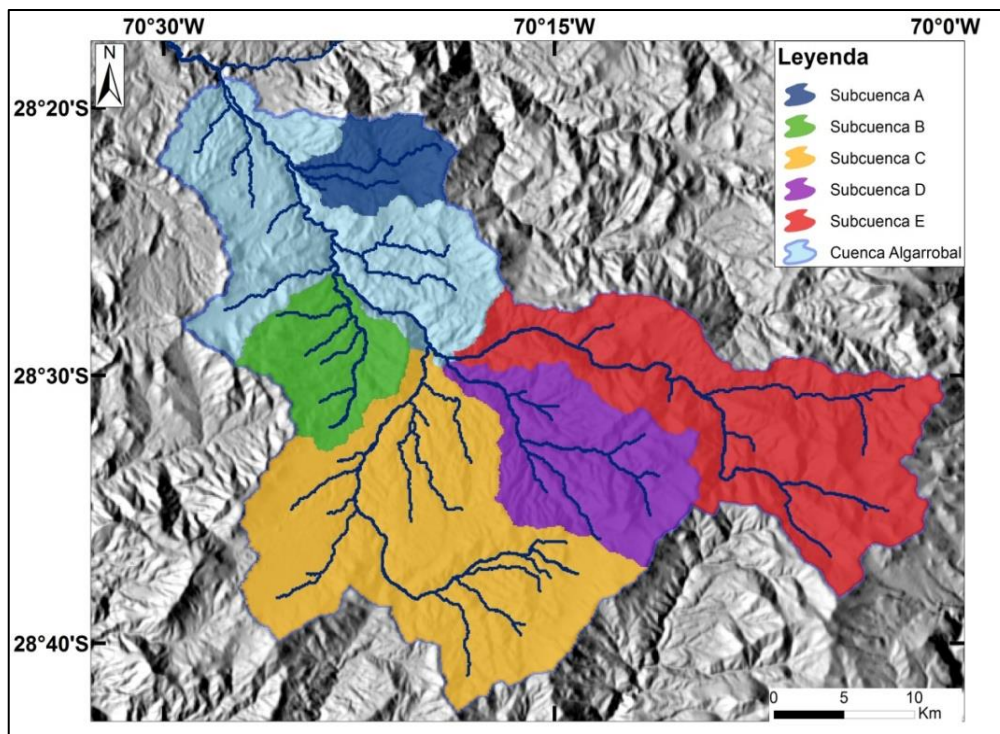 70°30'W 70°15'W 70°0'W
N
Leyenda
28°20'S
Subcuenca A
Subcuenca B
Subcuenca C
Subcuenca D
Subcuenca E
Cuenca Algarrobal
28°30'S
28°40'S
0 5 10
Km